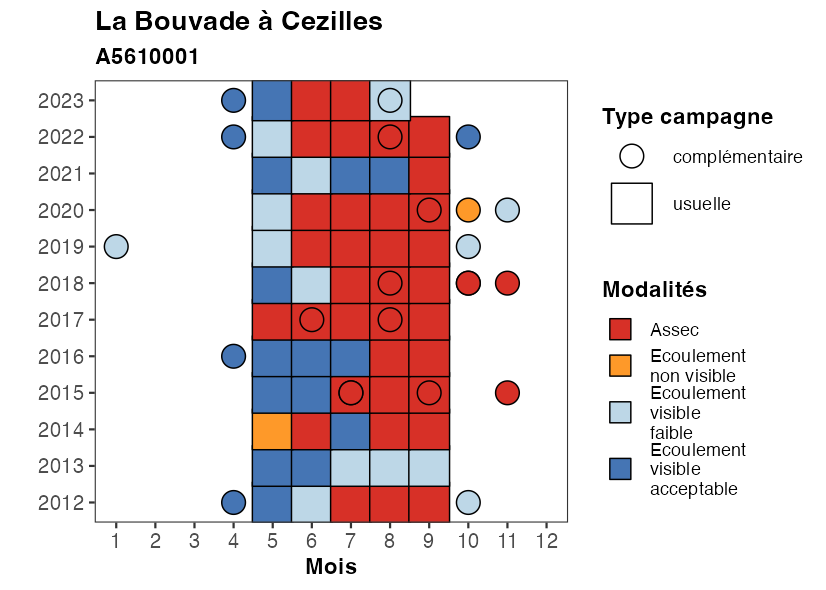 La Bouvade à Cezilles
A5610001
2023
2022
2021
2020
2019
2018
2017
2016
2015
2014
2013
2012
1 2 3 4 5 6 7 8 9 10 11 12
Mois
Type campagne
complémentaire
usuelle
Modalités
Assec
Ecoulement
non visible
Ecoulement
visible
faible
Ecoulement
visible
acceptable